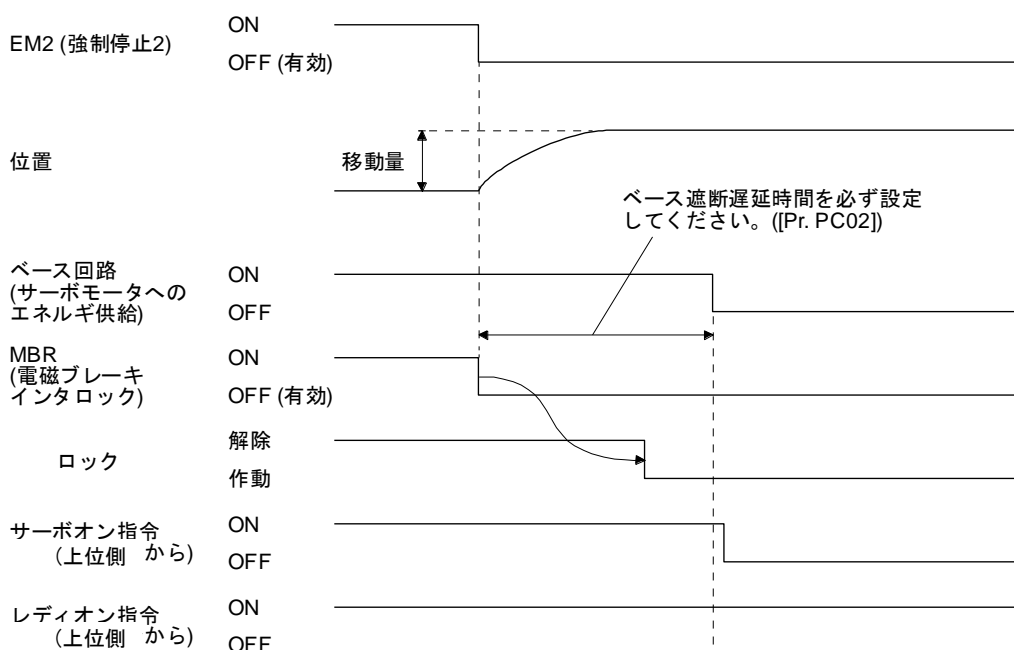 EM2 (強制停止2)
ON
OFF (有効)
位置
移動量
ベース遮断遅延時間を必ず設定
してください。([Pr. PC02])
ベース回路
(サーボモータへの
エネルギ供給)
ON
OFF
MBR
(電磁ブレーキ
インタロック)
ON
OFF (有効)
ロック
解除
作動
サーボオン指令
(上位側 から)
ON
OFF
レディオン指令
(上位側 から)
ON
OFF